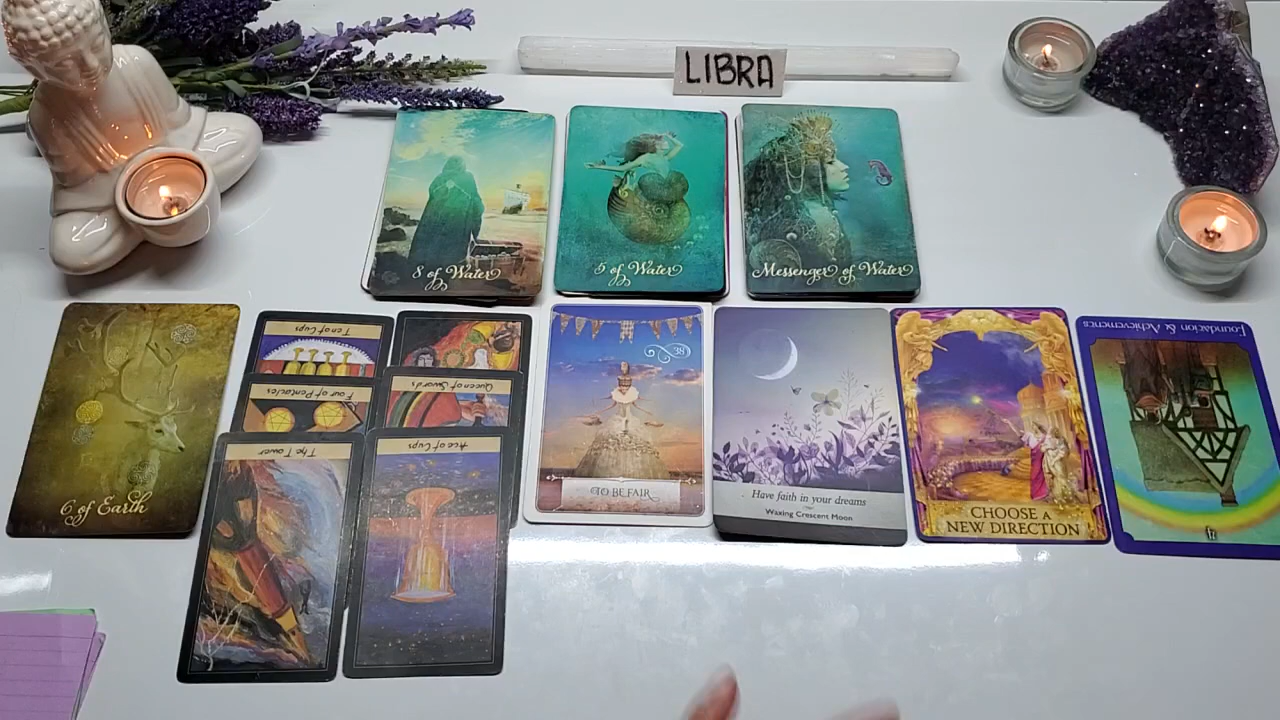 LIBRA
8 of Water
5 of Water
Messenger of Water
6 of Earth
Ten of Cups
Four of Pentacles
Queen of Swords
The Tower
Ace of Cups
38
TO BE FAIR
Have faith in your dreams
Waxing Crescent Moon
CHOOSE A
NEW DIRECTION
Foundation & Achievements